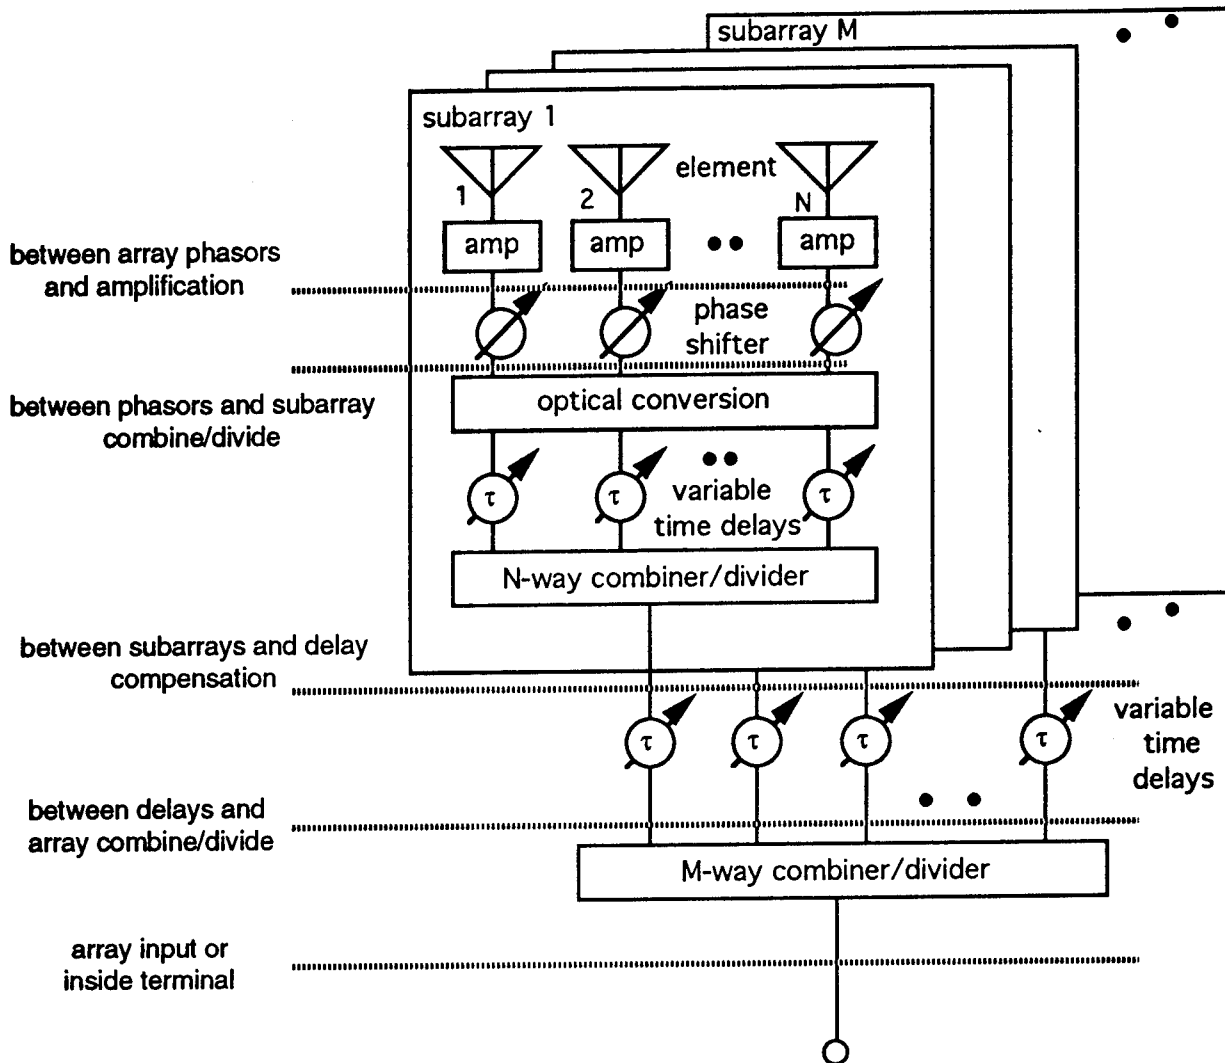 subarray M
subarray 1
element
1
2
N
amp
amp
amp
between array phasors
and amplification
phase
shifter
optical conversion
between phasors and subarray
combine/divide
τ
τ
τ
variable
time delays
N-way combiner/divider
between subarrays and delay
compensation
τ
τ
τ
τ
variable
time
delays
between delays and
array combine/divide
M-way combiner/divider
array input or
inside terminal